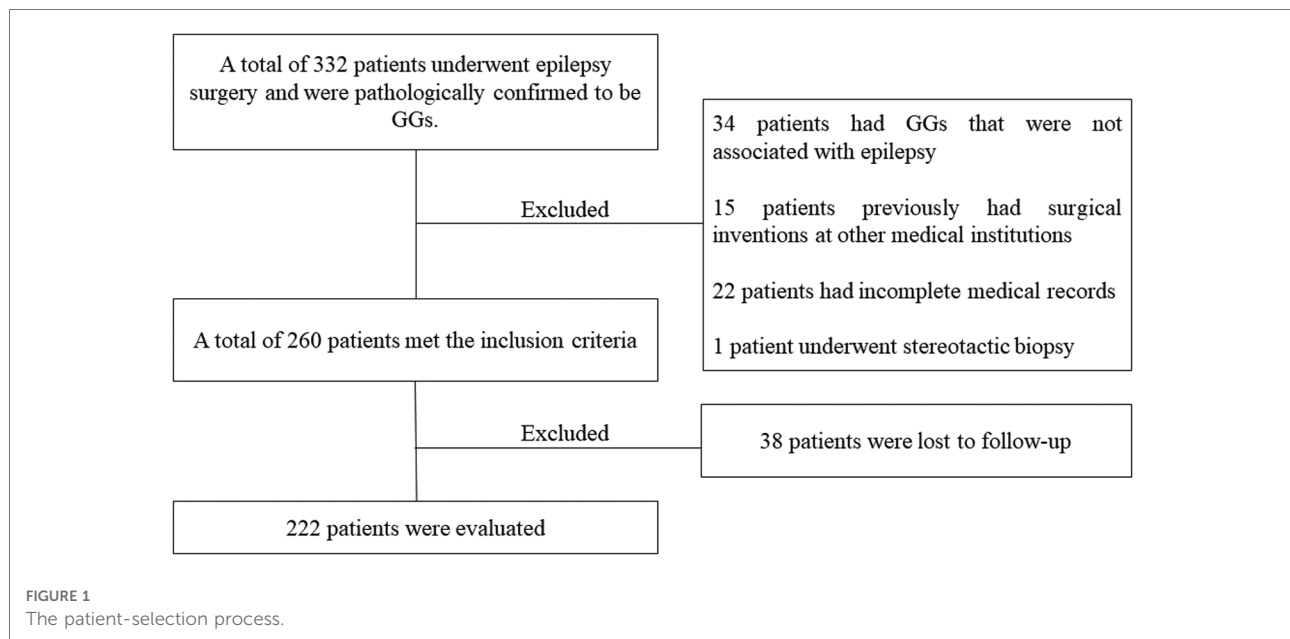 A total of 332 patients underwent epilepsy
surgery and were pathologically confirmed to be
GGs.
Excluded
34 patients had GGs that were not
associated with epilepsy
15 patients previously had surgical
inventions at other medical institutions
22 patients had incomplete medical records
1 patient underwent stereotactic biopsy
A total of 260 patients met the inclusion criteria
Excluded
38 patients were lost to follow-up
222 patients were evaluated
FIGURE 1
The patient-selection process.